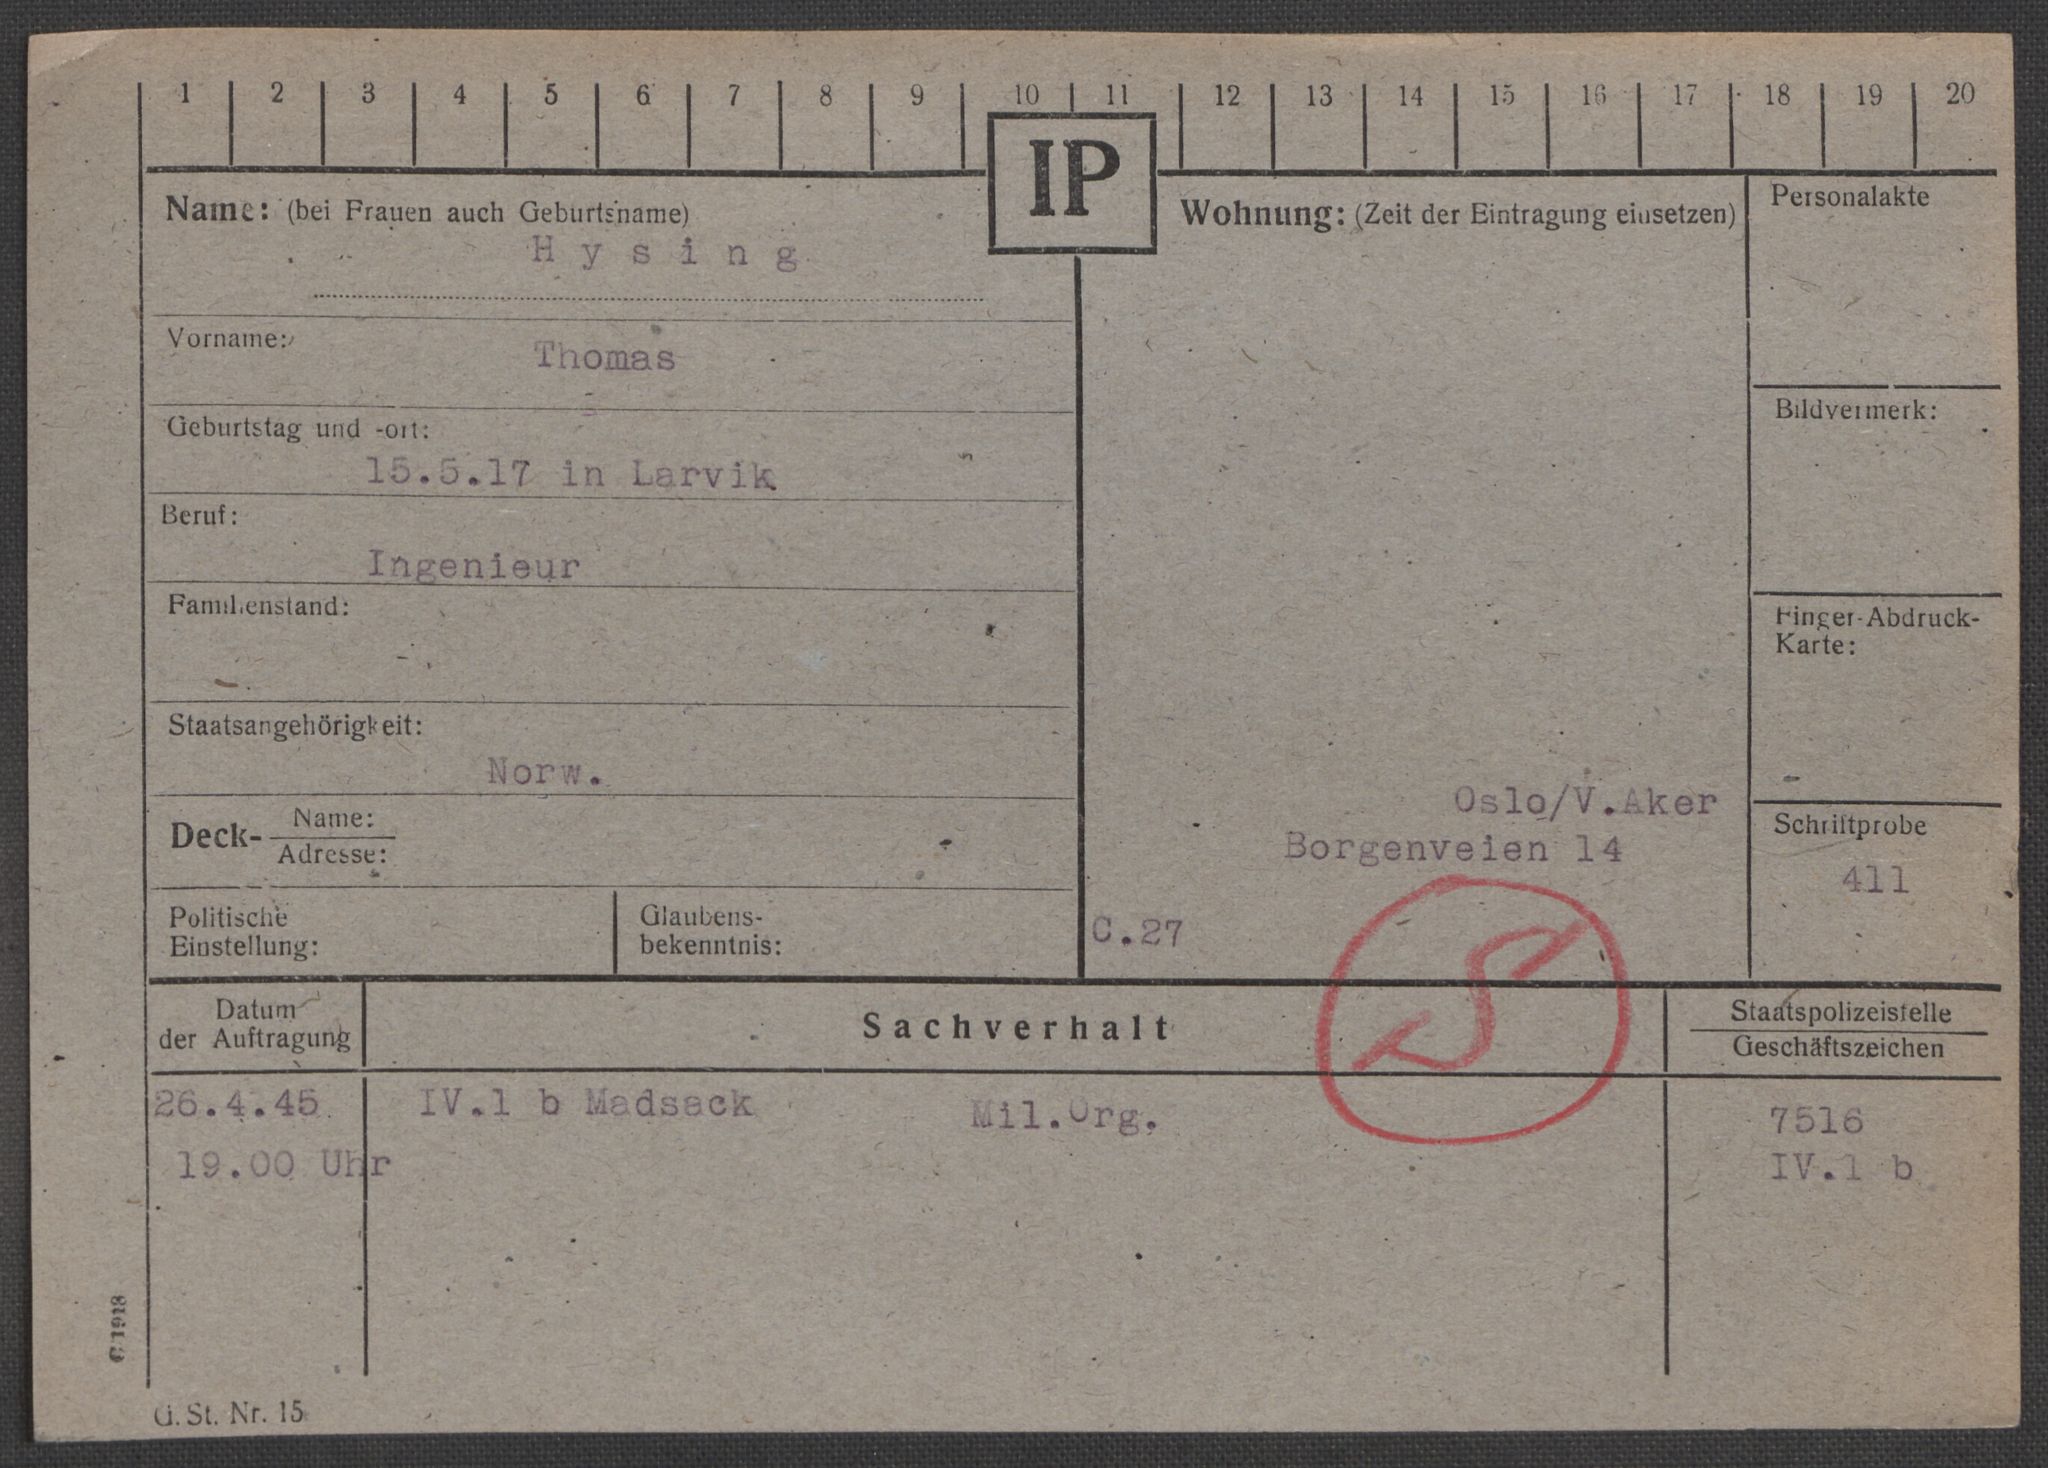 1 2 3 4 5 6 7 8 9 10 11 12 13 14 15 16 17 18 19 20
IP
Name: (bei Frauen auch Geburtsname)
Hysing
Vorname:
Thomas
Geburtstag und -ort:
15.5.17 in Larvik
Beruf:
Ingenieur
Familienstand:
Staatsangehörigkeit:
Norw.
Deck- Name:
Adresse:
Politische
Einstellung:
Glaubens-
bekenntnis:
Wohnung: (Zeit der Eintragung einsetzen)
Oslo/V.Aker
Borgenveien 14
C.27
Personalakte
Bildvermerk:
Finger-Abdruck-
Karte:
Schriftprobe
411
S
Datum
der Auftragung
Sachverhalt
Staatspolizeistelle
Geschäftszeichen
26.4.45 IV.1 b Madsack Mil.Org. 7516
19.00 Uhr IV.1 b
C 1918
G. St. Nr. 15